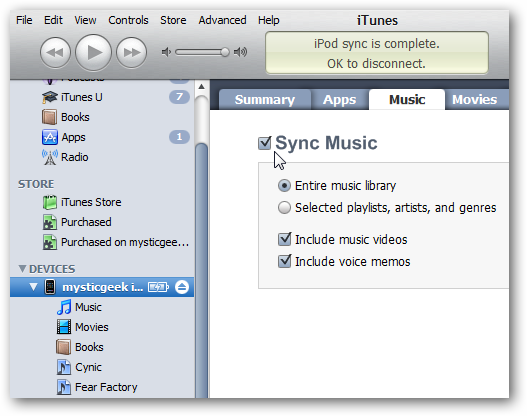 File Edit View Controls Store Advanced Help
iTunes
iPod sync is complete.
OK to disconnect.
Podcasts
iTunes U 7
Books
Apps 1
Radio
STORE
iTunes Store
Purchased
Purchased on mysticgee...
DEVICES
mysticgeek i...
Music
Movies
Books
Cynic
Fear Factory
Summary Apps Music Movies
Sync Music
Entire music library
Selected playlists, artists, and genres
Include music videos
Include voice memos